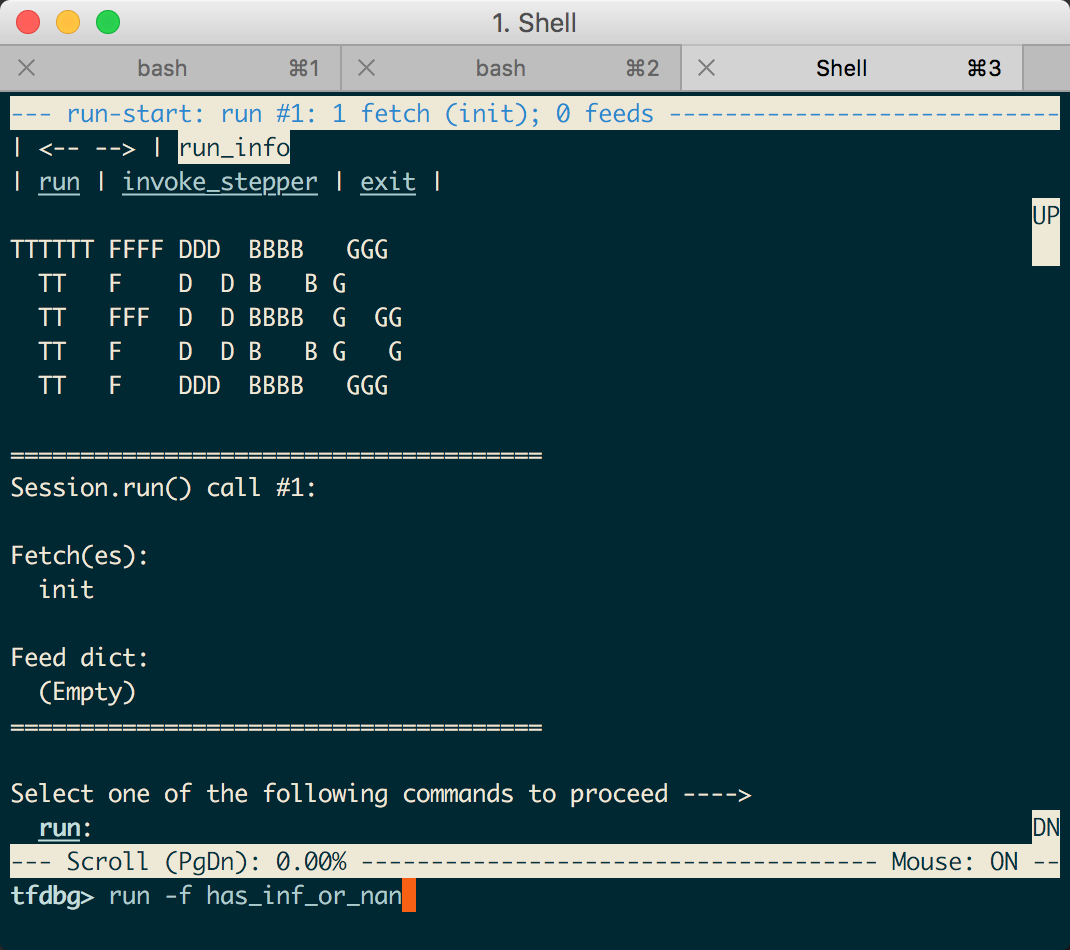 1. Shell
bash ⌘1 bash ⌘2 Shell ⌘3
--- run-start: run #1: 1 fetch (init); 0 feeds ----------------------------
| <-- --> | run_info
| run | invoke_stepper | exit |
UP
TTTTTT FFFF DDD  BBBB   GGG
  TT   F    D  D B   B G
  TT   FFF  D  D BBBB  G  GG
  TT   F    D  D B   B G   G
  TT   F    DDD  BBBB   GGG
======================================
Session.run() call #1:
Fetch(es):
  init
Feed dict:
  (Empty)
======================================
Select one of the following commands to proceed ---->
  run:
DN
--- Scroll (PgDn): 0.00% ------------------------------------- Mouse: ON --
tfdbg> run -f has_inf_or_nan